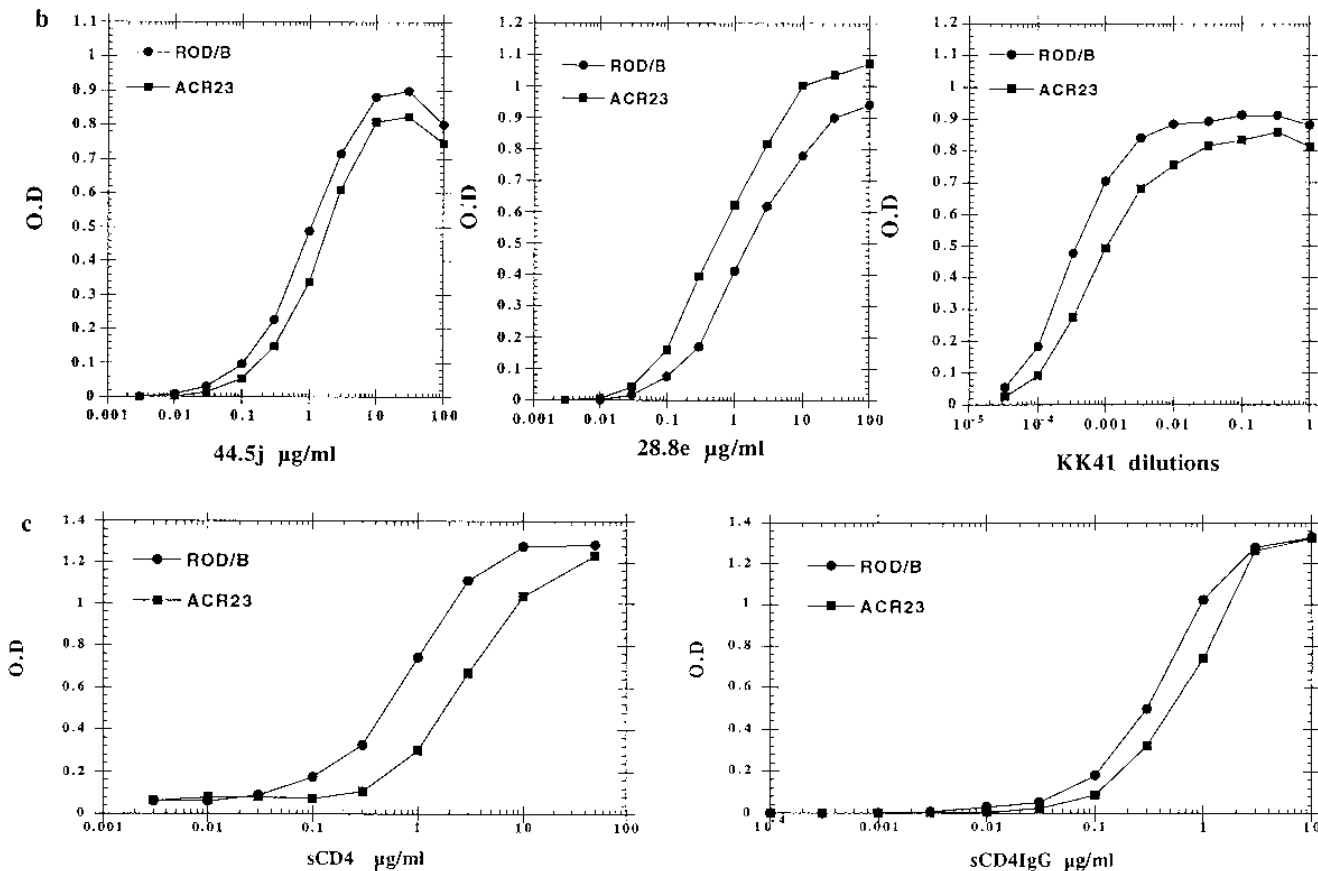 b
1.1
1
0.9
0.8
0.7
0.6
0.5
0.4
0.3
0.2
0.1
0
O.D
ROD/B
ACR23
0.001 0.01 0.1 1 10 100
44.5j µg/ml
1.2
1.1
1
0.9
0.8
0.7
0.6
0.5
0.4
0.3
0.2
0.1
0
O.D
ROD/B
ACR23
0.001 0.01 0.1 1 10 100
28.8e µg/ml
1.2
1.1
1
0.9
0.8
0.7
0.6
0.5
0.4
0.3
0.2
0.1
0
O.D
ROD/B
ACR23
10⁻⁵ 10⁻⁴ 0.001 0.01 0.1 1
KK41 dilutions
c
1.4
1.2
1
0.8
0.6
0.4
0.2
0
O.D
ROD/B
ACR23
0.001 0.01 0.1 1 10 100
sCD4 µg/ml
1.4
1.2
1
0.8
0.6
0.4
0.2
0
O.D
ROD/B
ACR23
10⁻⁴ 0.001 0.01 0.1 1 10
sCD4IgG µg/ml